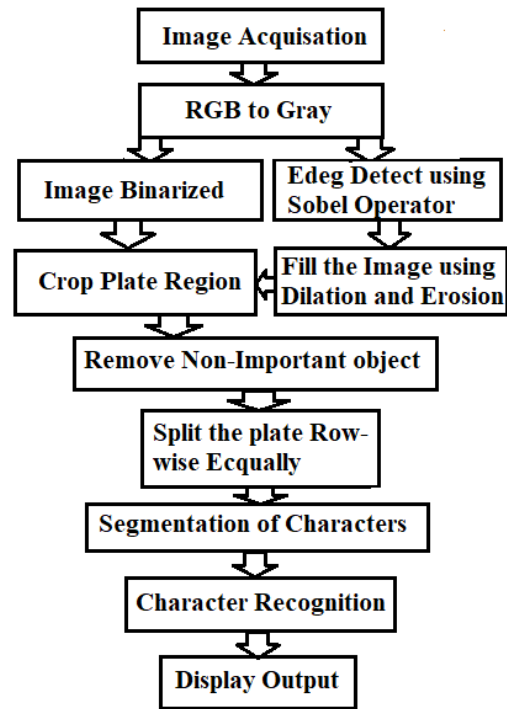 Image Acquisation
RGB to Gray
Image Binarized
Edeg Detect using
Sobel Operator
Crop Plate Region
Fill the Image using
Dilation and Erosion
Remove Non-Important object
Split the plate Row-
wise Ecqually
Segmentation of Characters
Character Recognition
Display Output